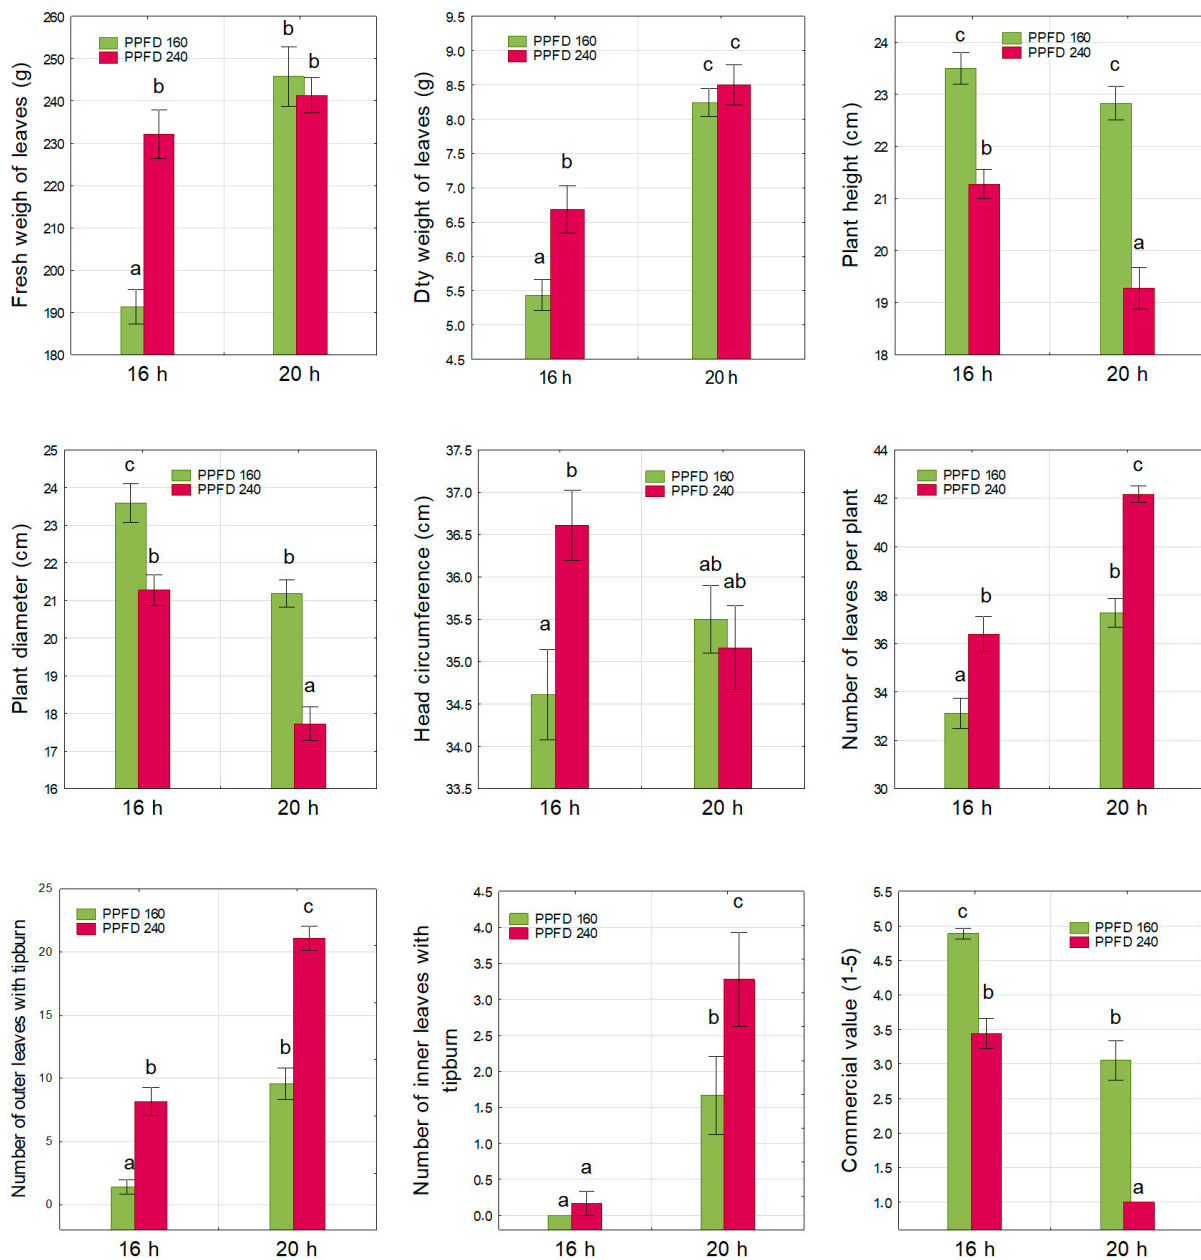 260
250
240
230
220
210
200
190
180
Fresh weigh of leaves (g)
PPFD 160
PPFD 240
a
b
b
b
16 h
20 h
9.5
9.0
8.5
8.0
7.5
7.0
6.5
6.0
5.5
5.0
4.5
Dty weight of leaves (g)
PPFD 160
PPFD 240
a
b
c
c
16 h
20 h
24
23
22
21
20
19
18
Plant height (cm)
PPFD 160
PPFD 240
c
b
c
a
16 h
20 h
25
24
23
22
21
20
19
18
17
16
Plant diameter (cm)
PPFD 160
PPFD 240
c
b
b
a
16 h
20 h
37.5
37.0
36.5
36.0
35.5
35.0
34.5
34.0
33.5
Head circumference (cm)
PPFD 160
PPFD 240
a
b
ab
ab
16 h
20 h
44
42
40
38
36
34
32
30
Number of leaves per plant
PPFD 160
PPFD 240
a
b
b
c
16 h
20 h
25
20
15
10
5
0
Number of outer leaves with tipburn
PPFD 160
PPFD 240
a
b
b
c
16 h
20 h
4.5
4.0
3.5
3.0
2.5
2.0
1.5
1.0
0.5
0.0
Number of inner leaves with
tipburn
PPFD 160
PPFD 240
a
a
b
c
16 h
20 h
5.5
5.0
4.5
4.0
3.5
3.0
2.5
2.0
1.5
1.0
Commercial value (1-5)
PPFD 160
PPFD 240
c
b
b
a
16 h
20 h